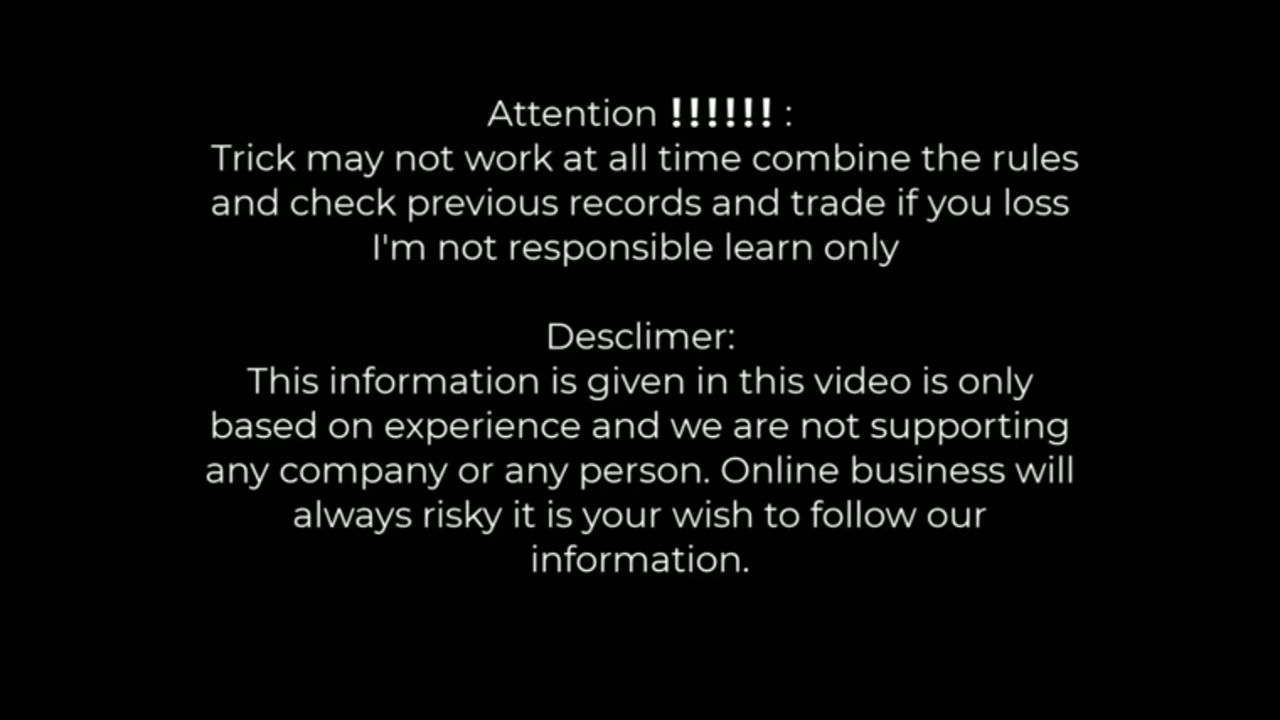 Attention !!!!!! :
Trick may not work at all time combine the rules
and check previous records and trade if you loss
I'm not responsible learn only
Desclimer:
This information is given in this video is only
based on experience and we are not supporting
any company or any person. Online business will
always risky it is your wish to follow our
information.